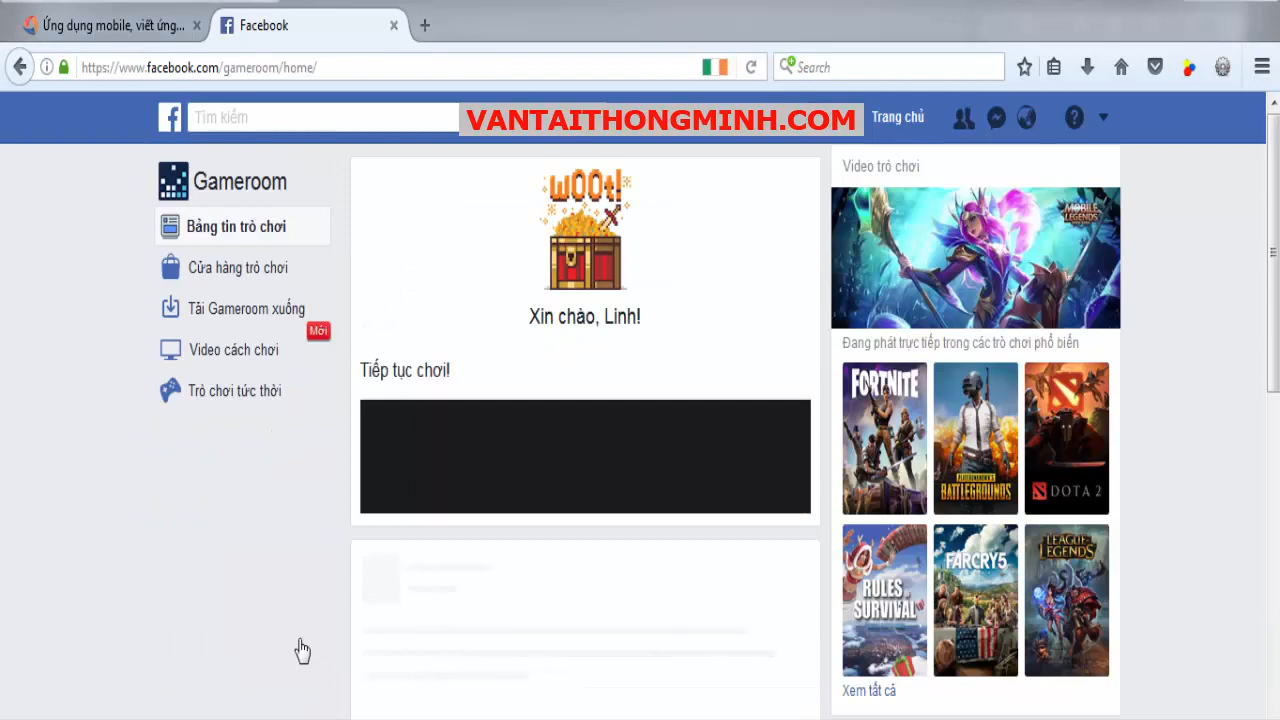 Ứng dụng mobile, viết ứng...
Facebook
https://www.facebook.com/gameroom/home/
Search
Tìm kiếm
VANTAITHONGMINH.COM
Trang chủ
Gameroom
Bảng tin trò chơi
Cửa hàng trò chơi
Tải Gameroom xuống
Mới
Video cách chơi
Trò chơi tức thời
w00t!
Xin chào, Linh!
Tiếp tục chơi!
Video trò chơi
MOBILE
LEGENDS
Đang phát trực tiếp trong các trò chơi phổ biến
FORTNITE
PLAYERUNKNOWN'S
BATTLEGROUNDS
DOTA 2
RULES
OF
SURVIVAL
FARCRY5
LEAGUE
OF
LEGENDS
Xem tất cả